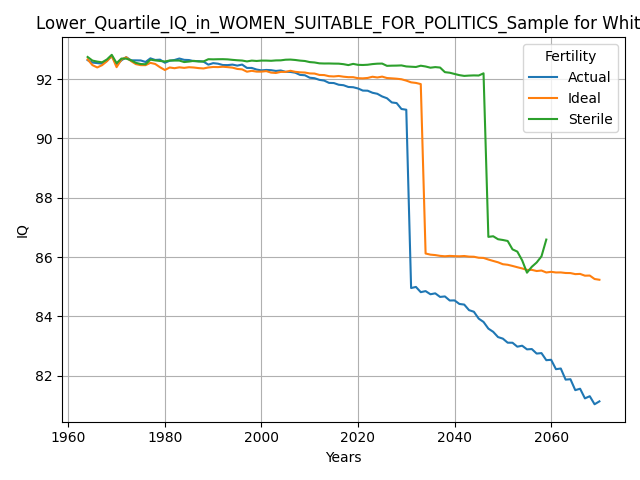 Lower_Quartile_IQ_in_WOMEN_SUITABLE_FOR_POLITICS_Sample for Whit
Fertility
Actual
Ideal
Sterile
92
90
88
86
84
82
IQ
1960 1980 2000 2020 2040 2060
Years